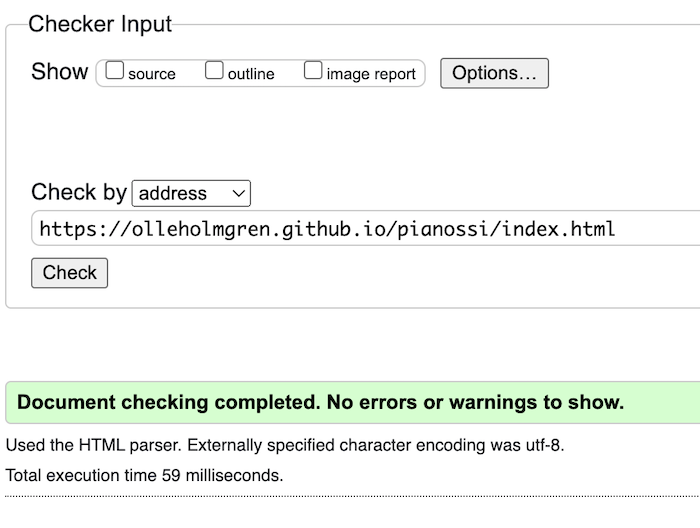 Checker Input
Show source outline image report Options...
Check by address
https://olleholmgren.github.io/pianossi/index.html
Check
Document checking completed. No errors or warnings to show.
Used the HTML parser. Externally specified character encoding was utf-8.
Total execution time 59 milliseconds.